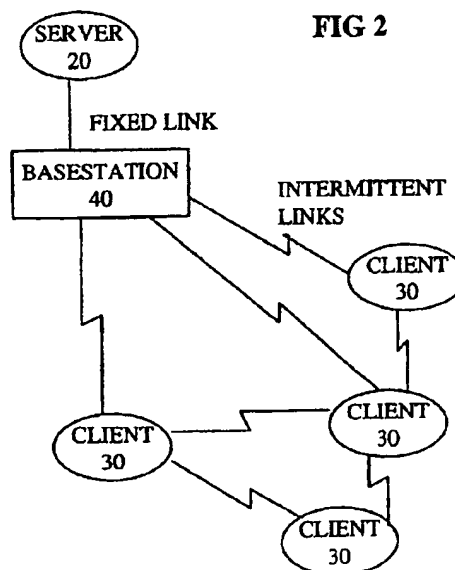 FIG 2
SERVER
20
FIXED LINK
BASESTATION
40
INTERMITTENT
LINKS
CLIENT
30
CLIENT
30
CLIENT
30
CLIENT
30